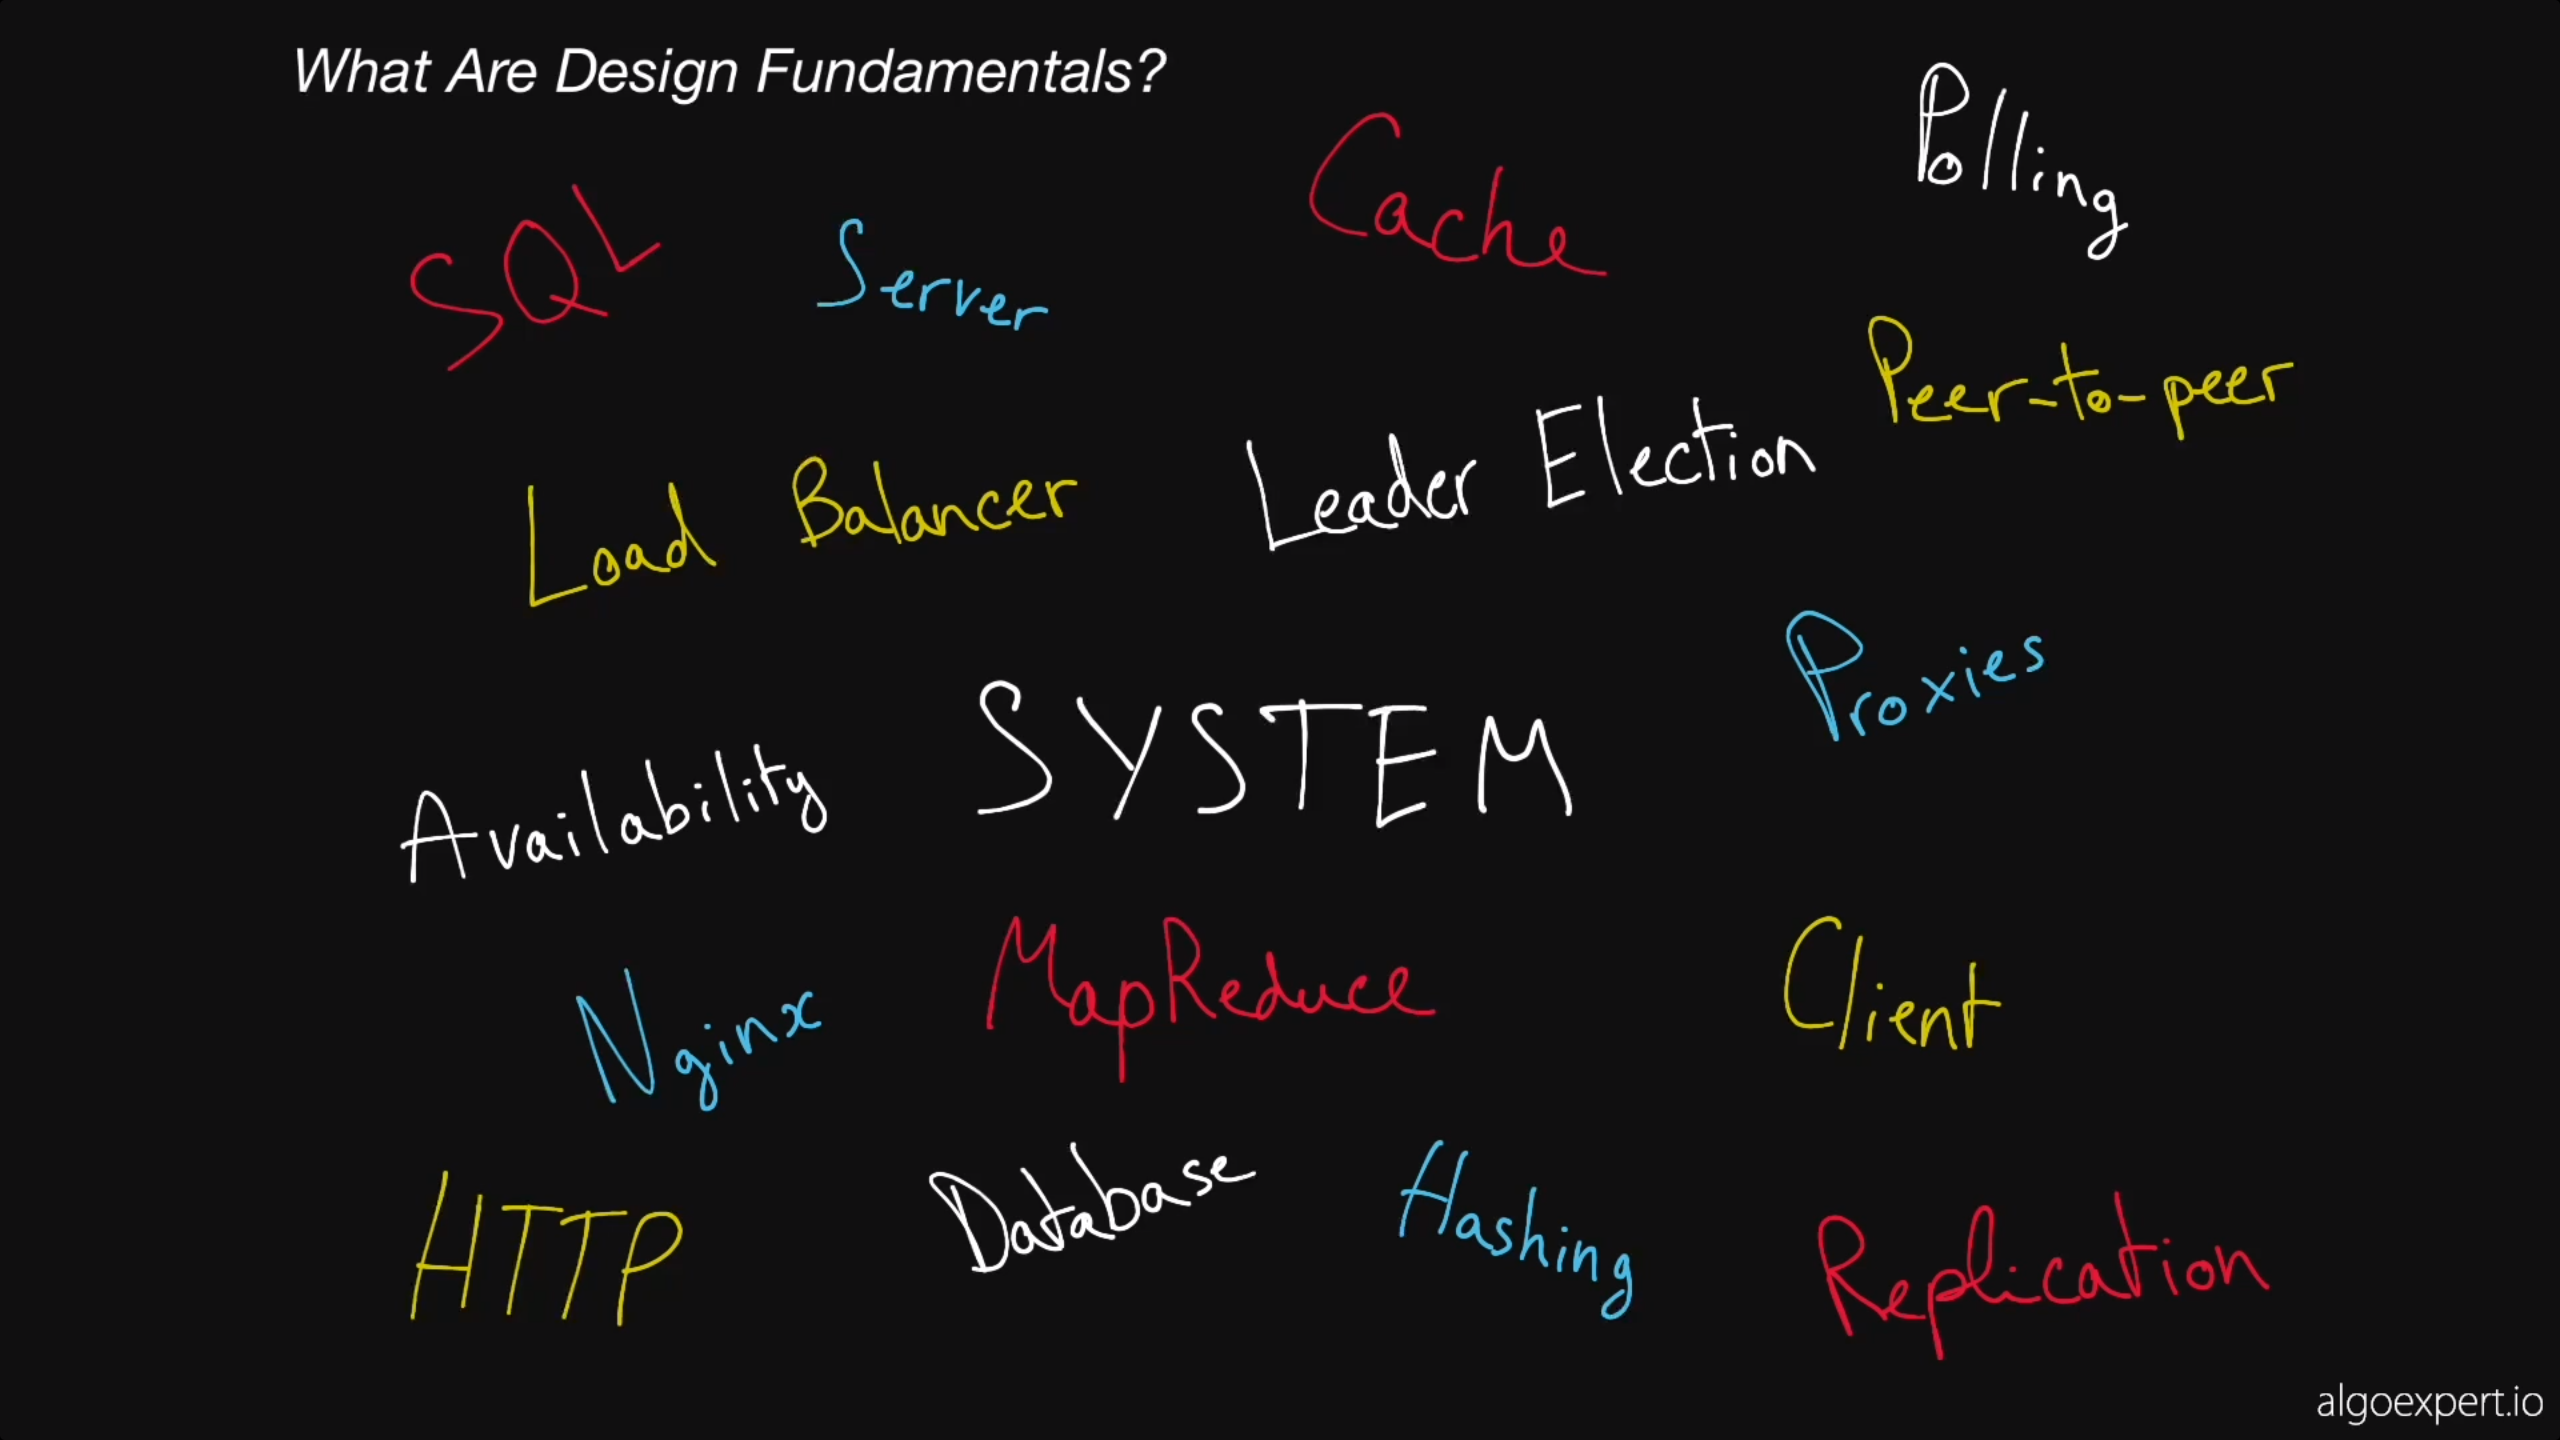 What Are Design Fundamentals?
Polling
Cache
SQL
Server
Peer-to-peer
Load Balancer
Leader Election
Proxies
SYSTEM
Availability
MapReduce
Client
Nginx
Database
Hashing
HTTP
Replication
algoexpert.io